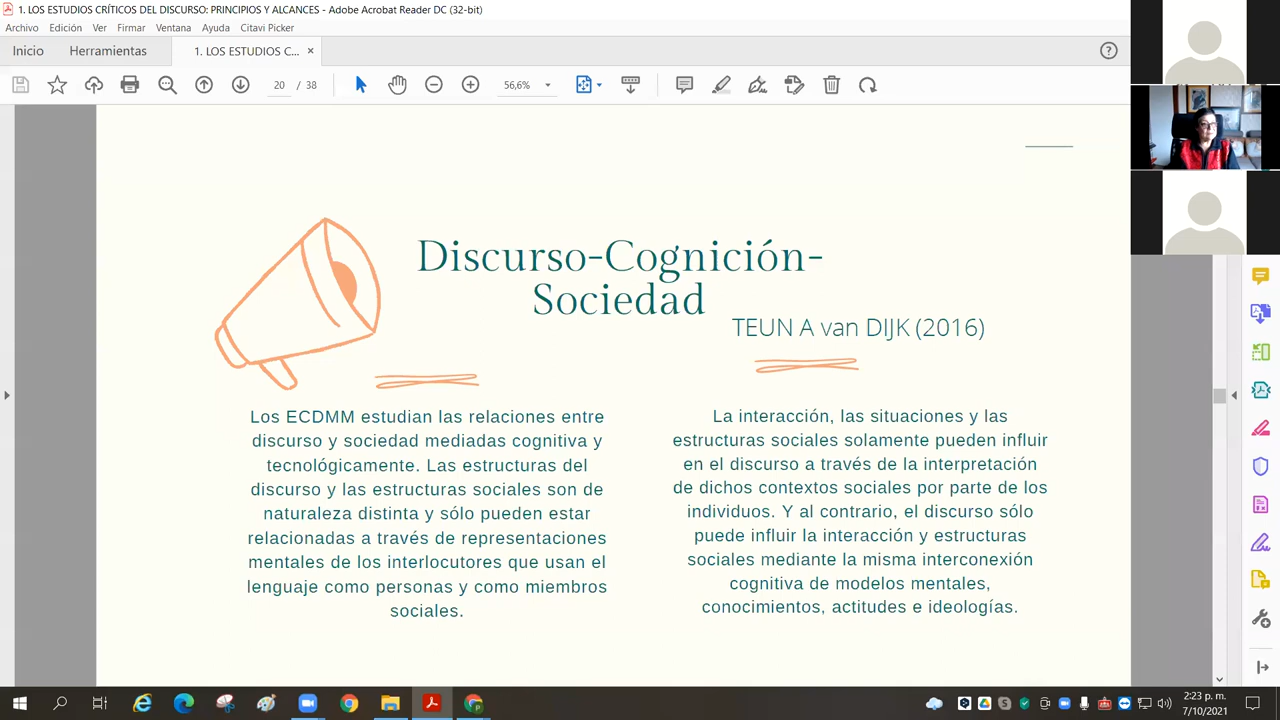 1. LOS ESTUDIOS CRÍTICOS DEL DISCURSO: PRINCIPIOS Y ALCANCES - Adobe Acrobat Reader DC (32-bit)
Archivo Edición Ver Firmar Ventana Ayuda Citavi Picker
Inicio Herramientas 1. LOS ESTUDIOS C... ×
20 / 38 56,6%
Discurso-Cognición-
Sociedad
TEUN A van DIJK (2016)
Los ECDMM estudian las relaciones entre
discurso y sociedad mediadas cognitiva y
tecnológicamente. Las estructuras del
discurso y las estructuras sociales son de
naturaleza distinta y sólo pueden estar
relacionadas a través de representaciones
mentales de los interlocutores que usan el
lenguaje como personas y como miembros
sociales.
La interacción, las situaciones y las
estructuras sociales solamente pueden influir
en el discurso a través de la interpretación
de dichos contextos sociales por parte de los
individuos. Y al contrario, el discurso sólo
puede influir la interacción y estructuras
sociales mediante la misma interconexión
cognitiva de modelos mentales,
conocimientos, actitudes e ideologías.
2:23 p. m.
7/10/2021